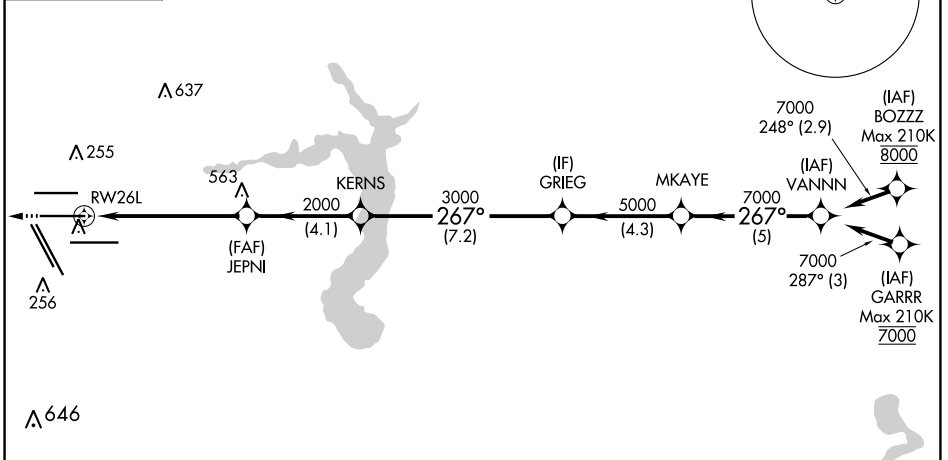 637
255
RW26L
563
KERNS
2000
(4.1)
(FAF)
JEPNI
3000
267°
(7.2)
(IF)
GRIEG
5000
(4.3)
MKAYE
7000
267°
(5)
(IAF)
VANNN
7000
248° (2.9)
(IAF)
BOZZZ
Max 210K
8000
7000
287° (3)
(IAF)
GARRR
Max 210K
7000
256
646